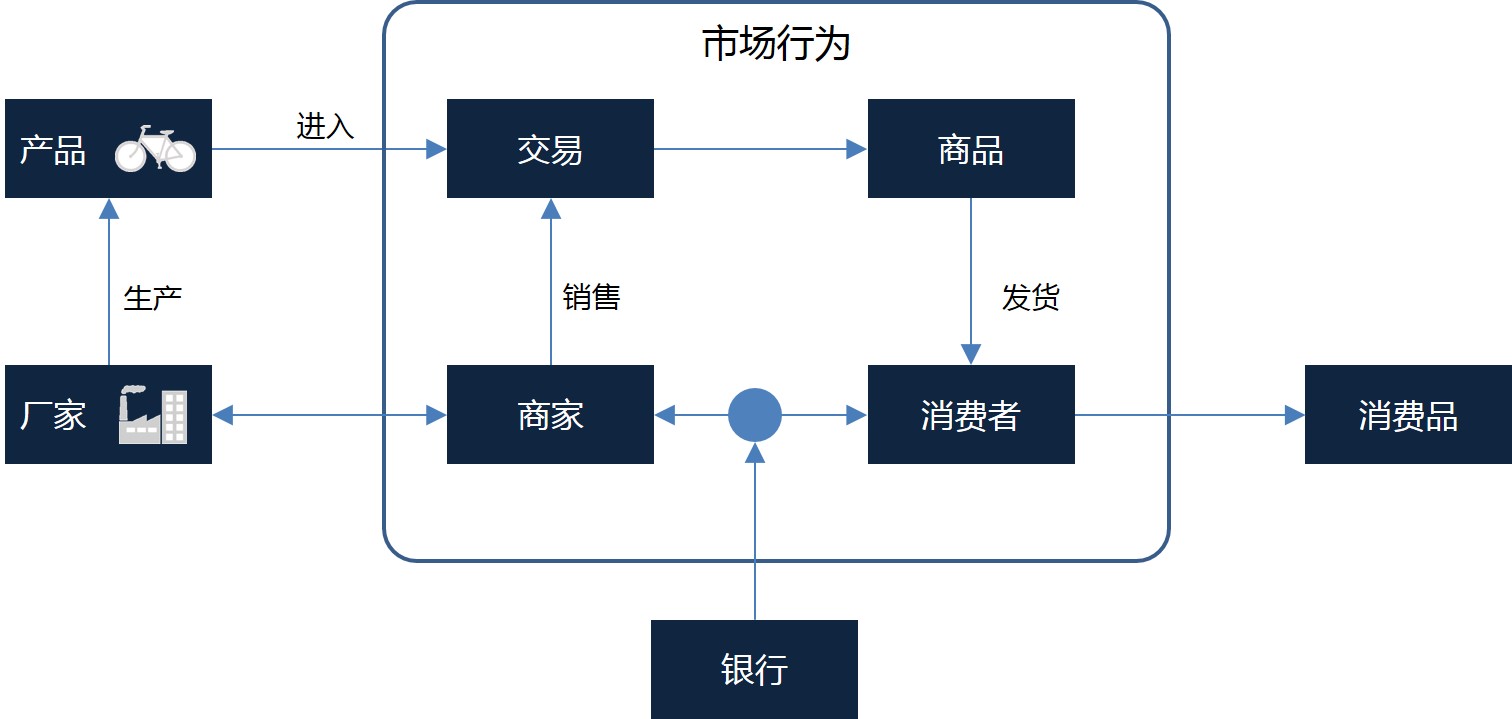 市场行为
进入
产品
交易
商品
生产
销售
发货
厂家
商家
消费者
消费品
银行